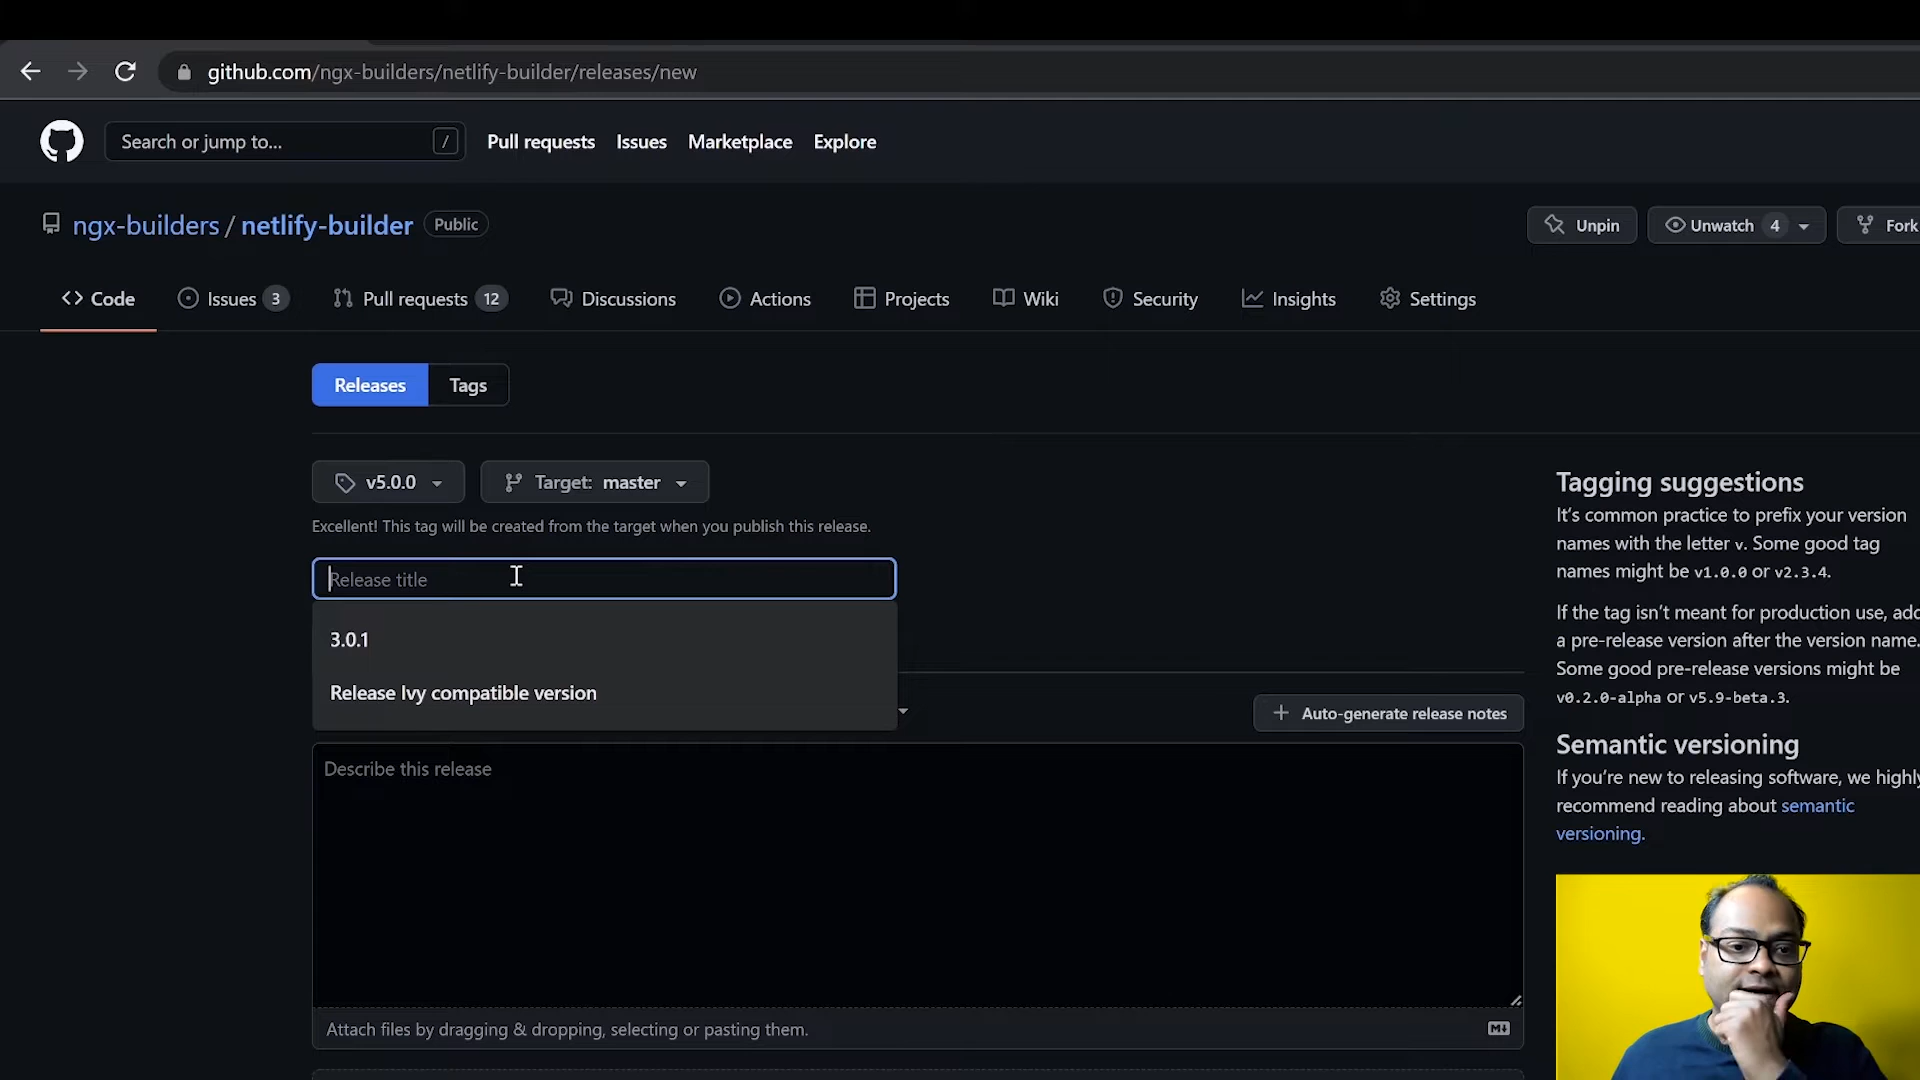 github.com/ngx-builders/netlify-builder/releases/new
Search or jump to... /
Pull requests Issues Marketplace Explore
ngx-builders / netlify-builder Public
Unpin Unwatch 4 Fork
Code Issues 3 Pull requests 12 Discussions Actions Projects Wiki Security Insights Settings
Releases Tags
v5.0.0 Target: master
Excellent! This tag will be created from the target when you publish this release.
Release title
3.0.1
Release Ivy compatible version
Auto-generate release notes
Describe this release
Attach files by dragging & dropping, selecting or pasting them.
Tagging suggestions
It's common practice to prefix your version
names with the letter v. Some good tag
names might be v1.0.0 or v2.3.4.
If the tag isn't meant for production use, add
a pre-release version after the version name.
Some good pre-release versions might be
v0.2.0-alpha or v5.9-beta.3.
Semantic versioning
If you're new to releasing software, we highly
recommend reading about semantic
versioning.